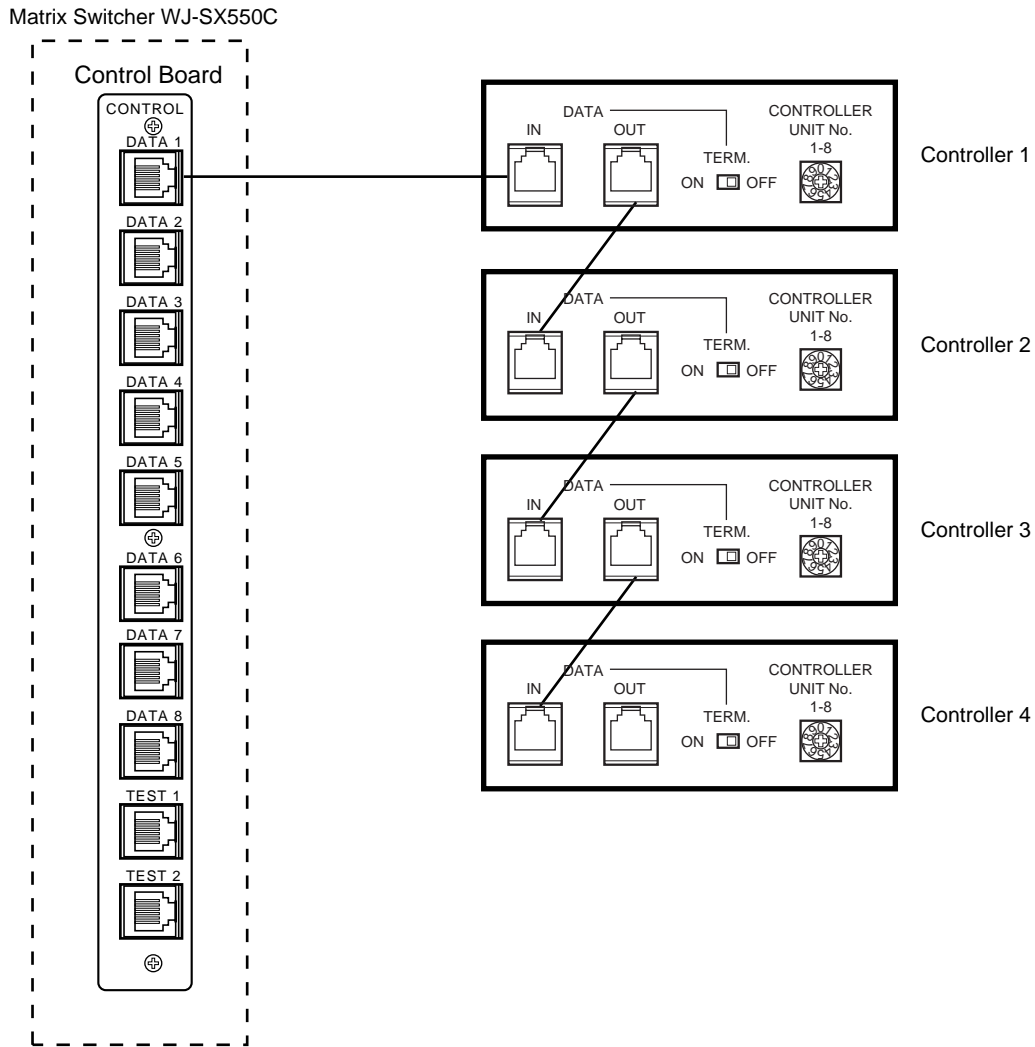 Matrix Switcher WJ-SX550C
Control Board
CONTROL
DATA 1
DATA 2
DATA 3
DATA 4
DATA 5
DATA 6
DATA 7
DATA 8
TEST 1
TEST 2
DATA
IN
OUT
TERM.
ON OFF
CONTROLLER
UNIT No.
1-8
Controller 1
DATA
IN
OUT
TERM.
ON OFF
CONTROLLER
UNIT No.
1-8
Controller 2
DATA
IN
OUT
TERM.
ON OFF
CONTROLLER
UNIT No.
1-8
Controller 3
DATA
IN
OUT
TERM.
ON OFF
CONTROLLER
UNIT No.
1-8
Controller 4